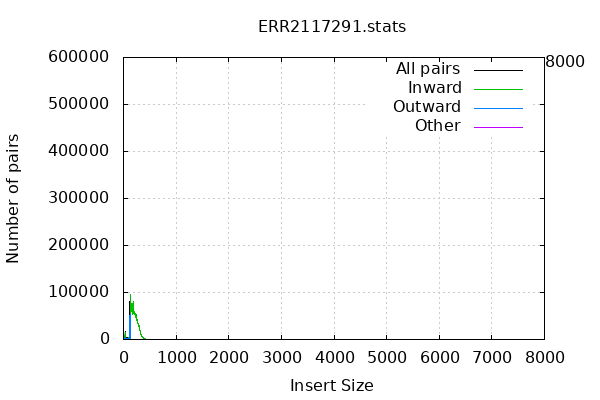 ERR2117291.stats
600000
500000
400000
300000
200000
100000
0
8000
All pairs
Inward
Outward
Other
Number of pairs
0 1000 2000 3000 4000 5000 6000 7000 8000
Insert Size